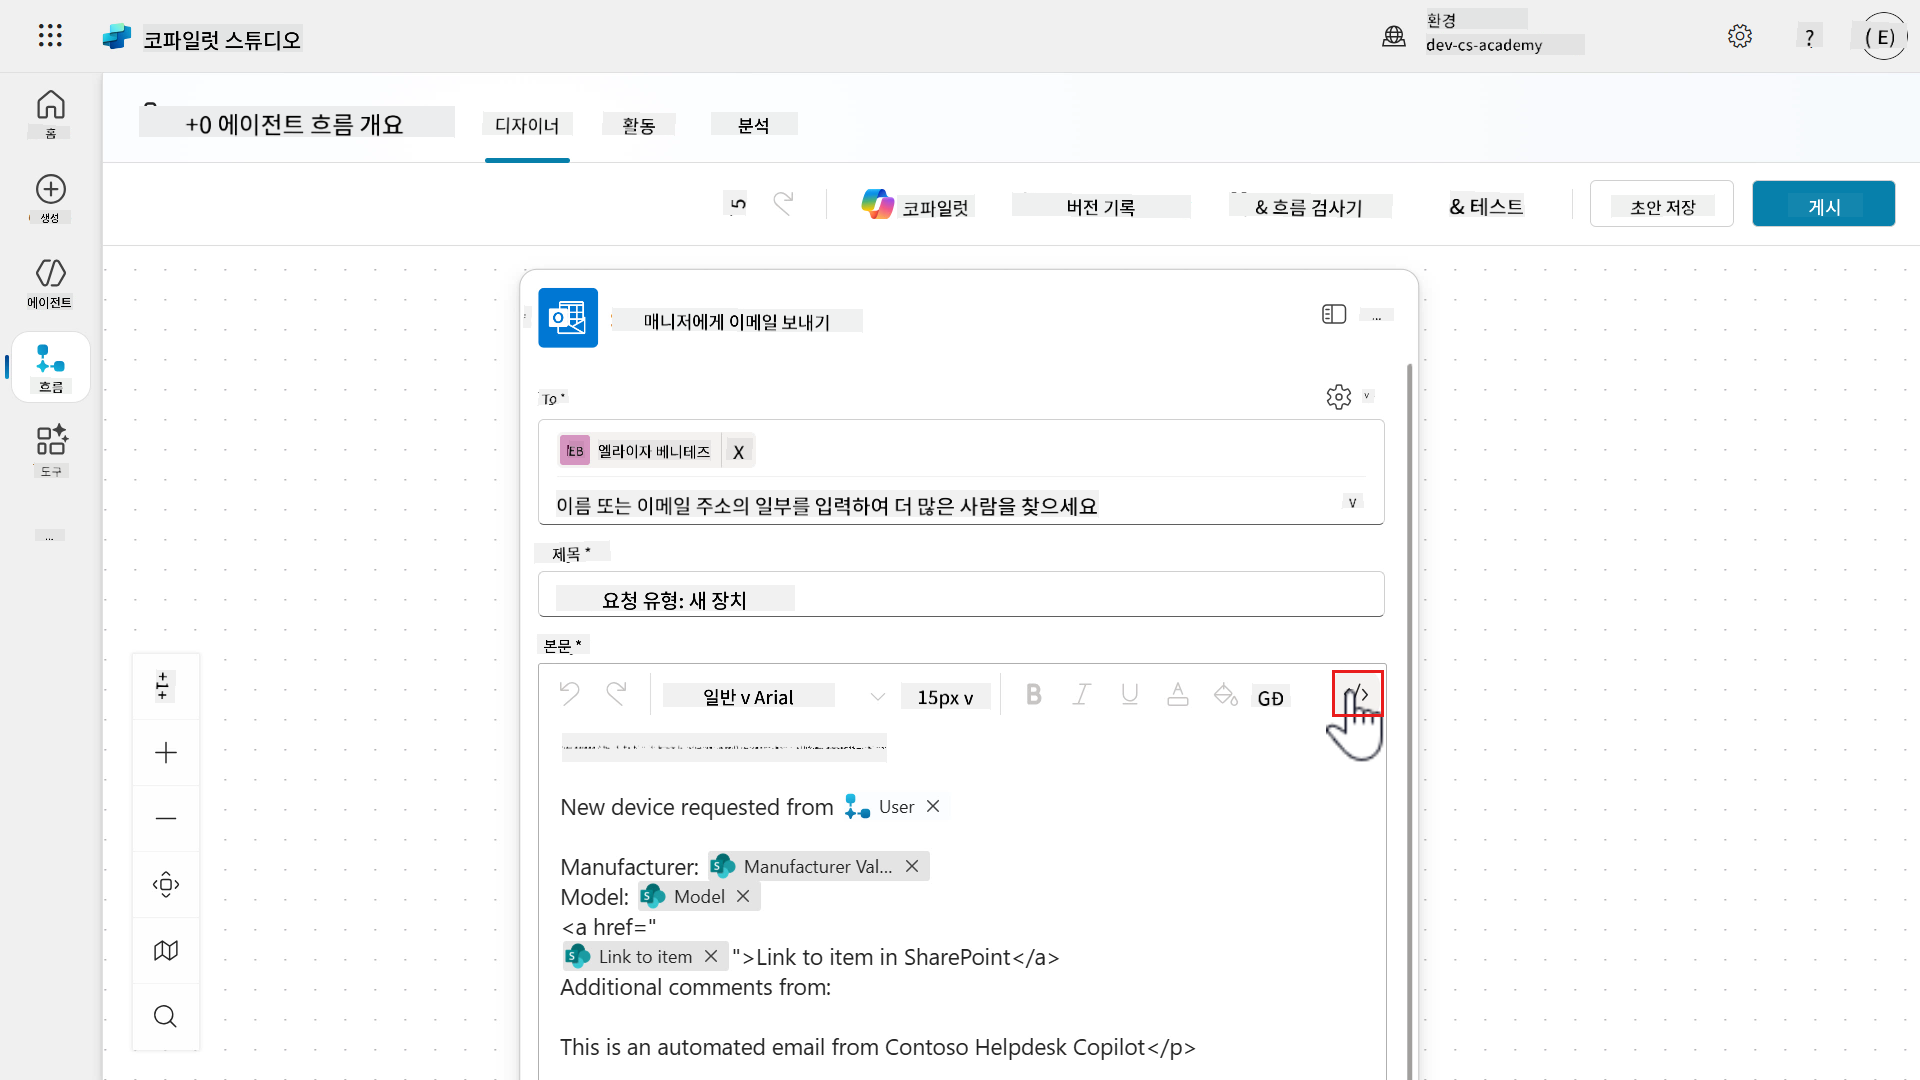 코파일럿 스튜디오
환경
dev-cs-academy
?
( E)
홈
+0 에이전트 흐름 개요
디자이너
활동
분석
생성
5
코파일럿
버전 기록
& 흐름 검사기
& 테스트
초안 저장
게시
에이전트
흐름
도구
...
매니저에게 이메일 보내기
...
To *
v
EB
엘라이자 베니테즈
X
이름 또는 이메일 주소의 일부를 입력하여 더 많은 사람을 찾으세요
V
제목 *
요청 유형: 새 장치
본문 *
일반 v Arial
15px v
B
I
U
A
GĐ
</>
New device requested from User ×
Manufacturer: Manufacturer Val... ×
Model: Model ×
<a href="
Link to item × ">Link to item in SharePoint</a>
Additional comments from:
This is an automated email from Contoso Helpdesk Copilot</p>